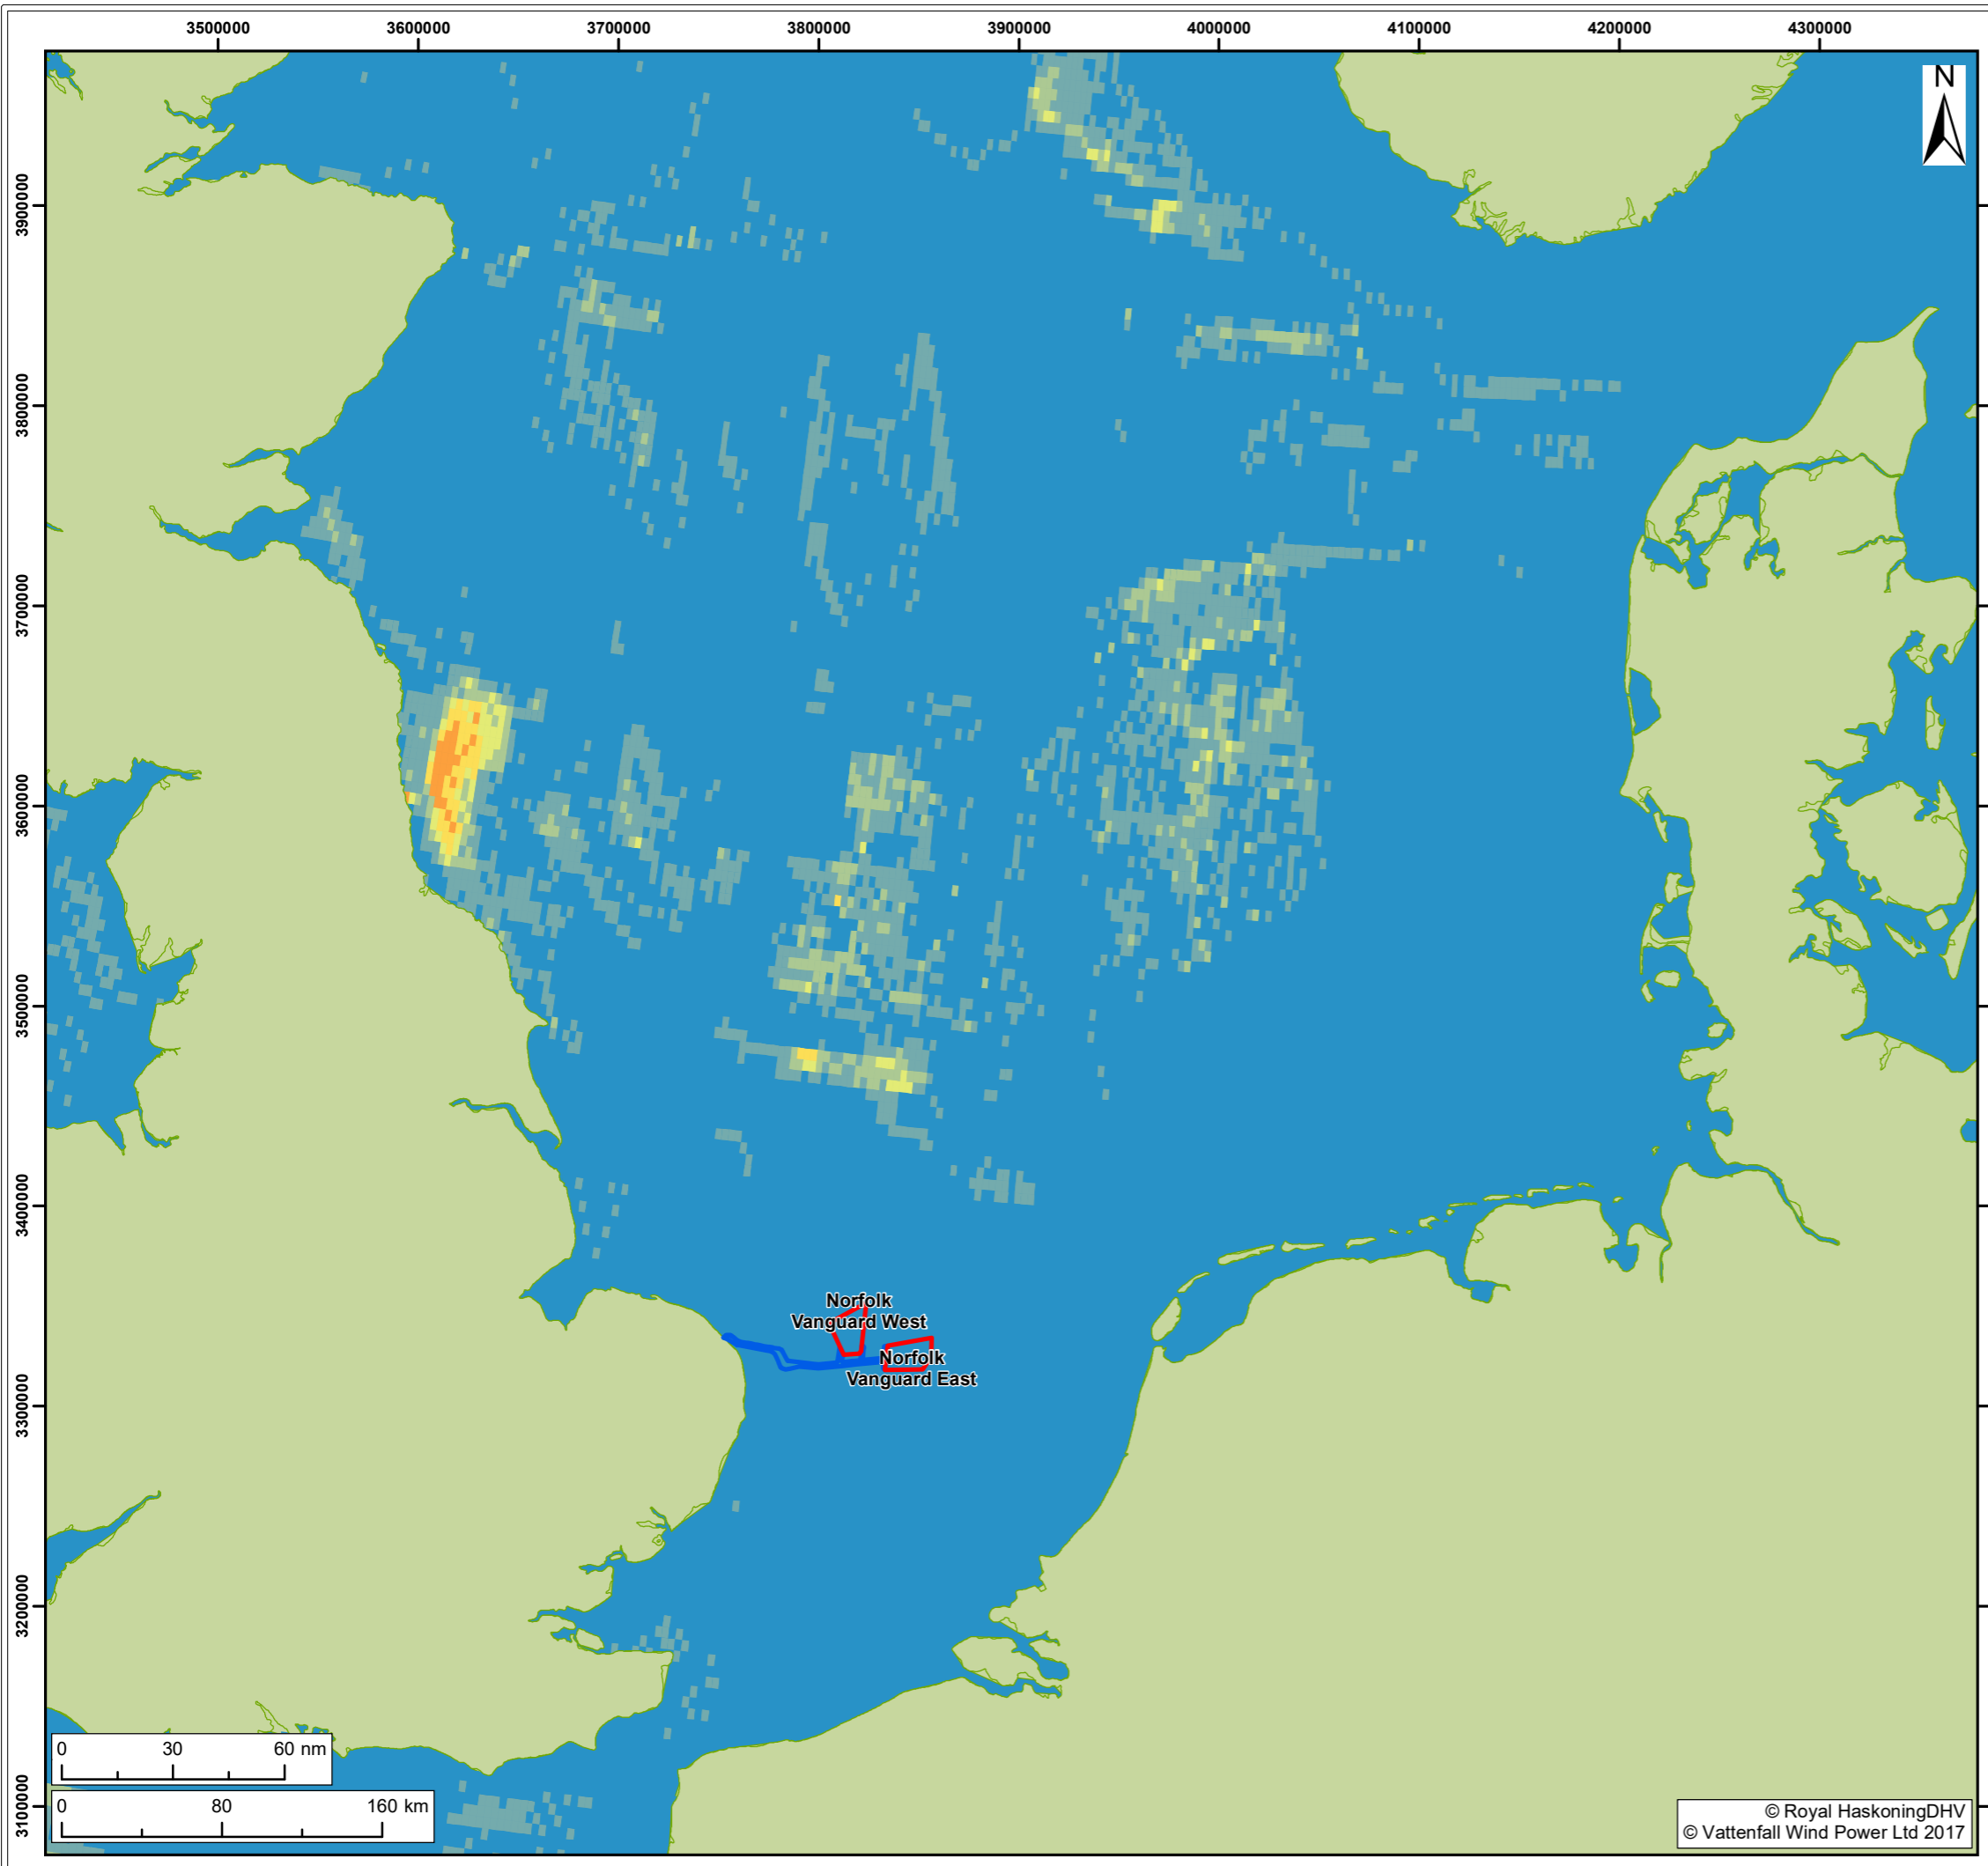 3500000 3600000 3700000 3800000 3900000 4000000 4100000 4200000 4300000
N
3900000
3800000
3700000
3600000
3500000
3400000
3300000
3200000
3100000
Norfolk
Vanguard West
Norfolk
Vanguard East
0 30 60 nm
0 80 160 km
© Royal HaskoningDHV
© Vattenfall Wind Power Ltd 2017